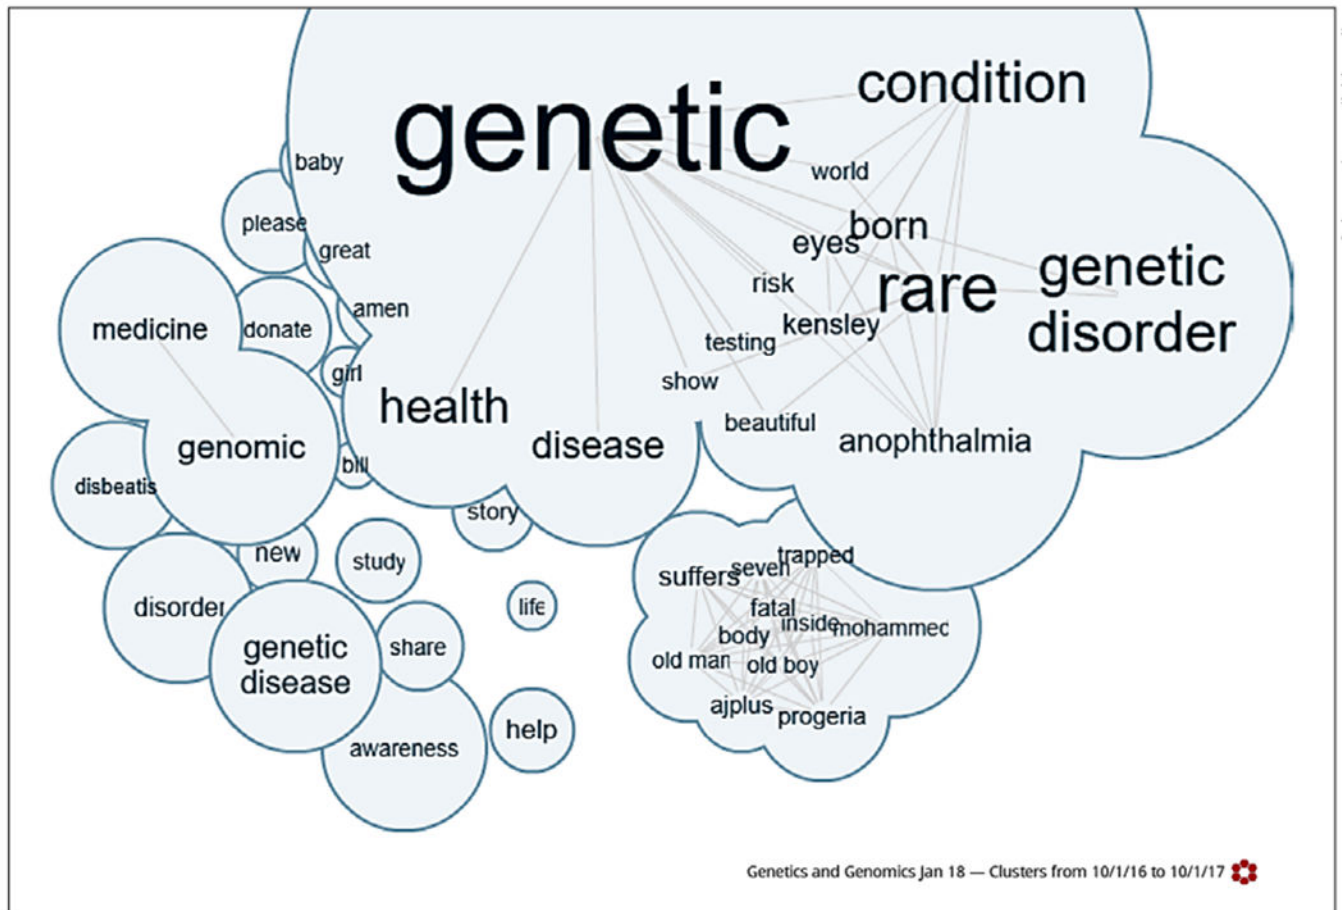 genetic
condition
baby
world
please
born
great
eyes
genetic
disorder
risk
rare
amen
kensley
medicine
donate
testing
girl
show
health
beautiful
disease
anophthalmia
genomic
bill
disbeatis
story
new
study
trapped
seven
suffers
life
fatal
disorder
inside
mohammed
body
genetic
disease
share
old man
old boy
ajplus
progeria
help
awareness
Genetics and Genomics Jan 18 — Clusters from 10/1/16 to 10/1/17